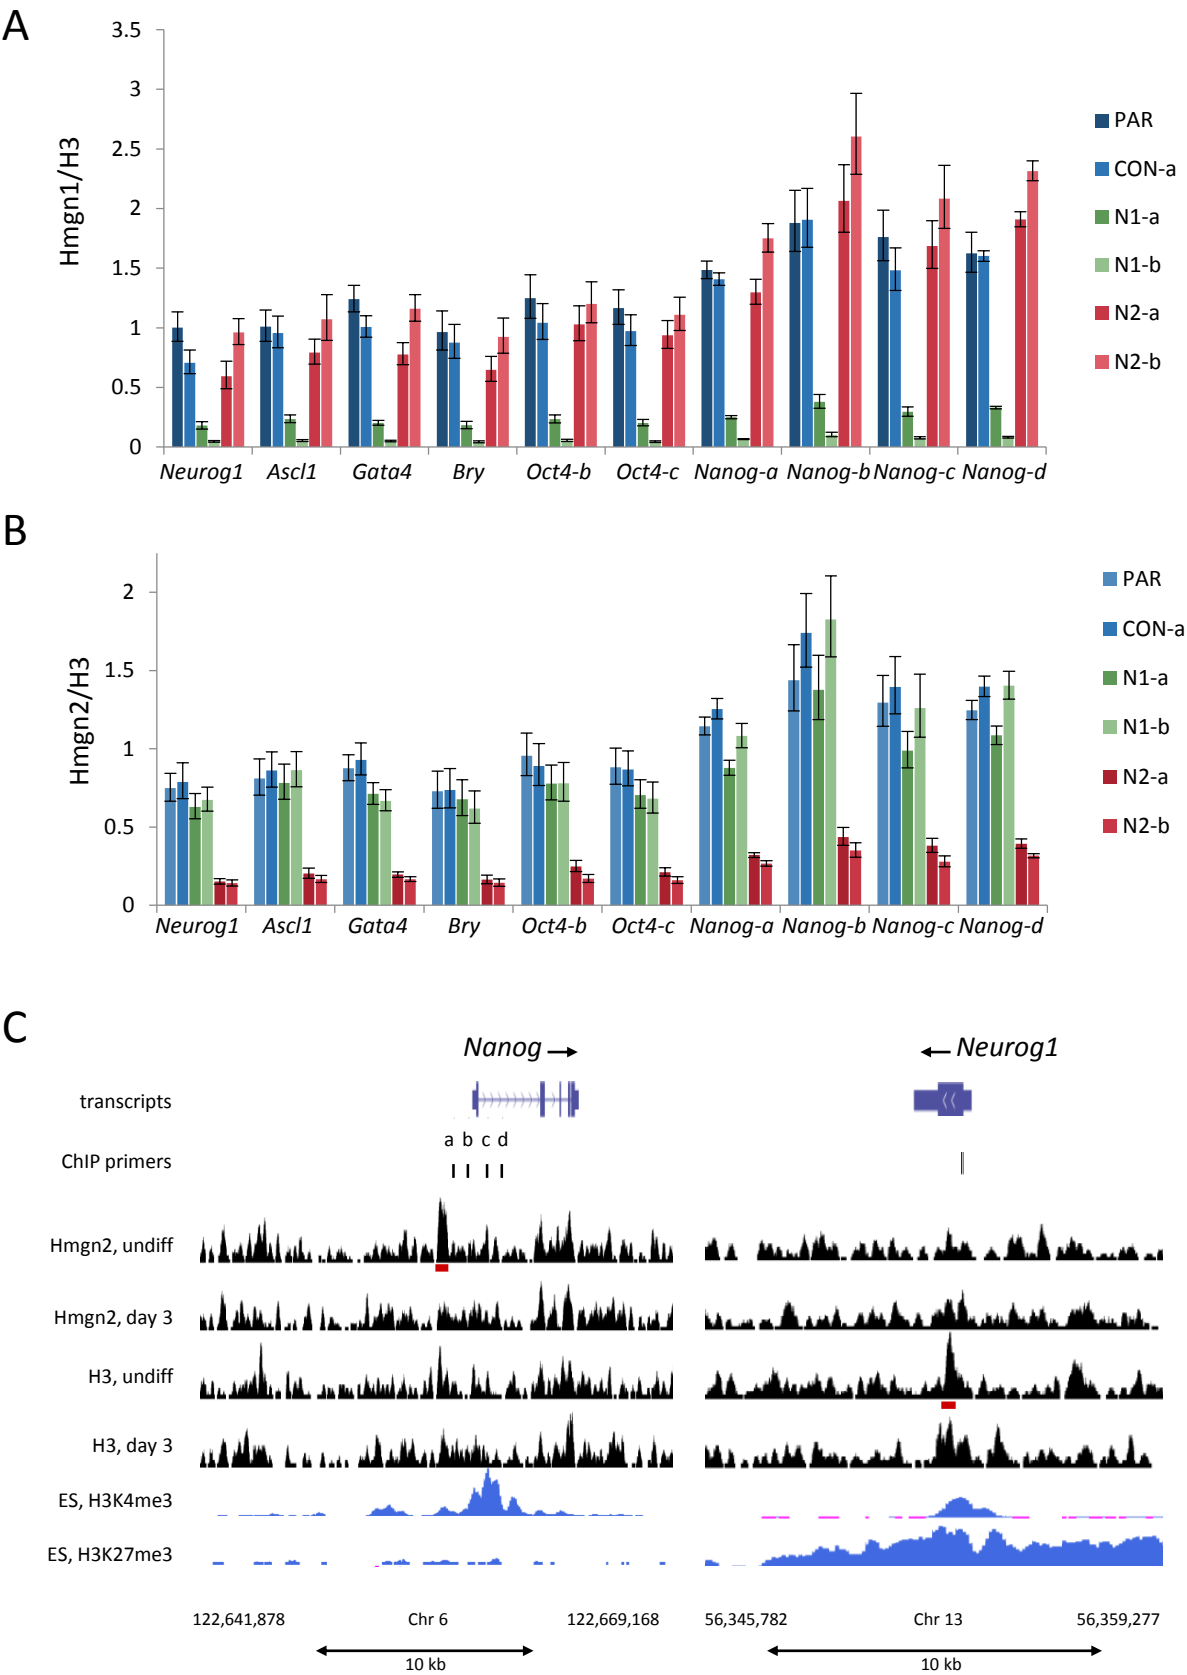 A
Hmgn1/H3
3.5
3
2.5
2
1.5
1
0.5
0
Neurog1 Ascl1 Gata4 Bry Oct4-b Oct4-c Nanog-a Nanog-b Nanog-c Nanog-d
PAR
CON-a
N1-a
N1-b
N2-a
N2-b
B
Hmgn2/H3
2
1.5
1
0.5
0
Neurog1 Ascl1 Gata4 Bry Oct4-b Oct4-c Nanog-a Nanog-b Nanog-c Nanog-d
PAR
CON-a
N1-a
N1-b
N2-a
N2-b
C
Nanog Neurog1
transcripts
a b c d
ChIP primers
Hmgn2, undiff
Hmgn2, day 3
H3, undiff
H3, day 3
ES, H3K4me3
ES, H3K27me3
122,641,878 Chr 6 122,669,168 56,345,782 Chr 13 56,359,277
10 kb 10 kb